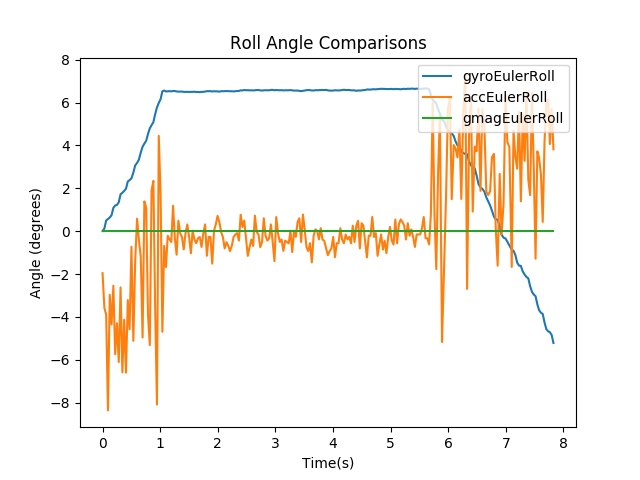 Roll Angle Comparisons
gyroEulerRoll
accEulerRoll
gmagEulerRoll
Angle (degrees)
8
6
4
2
0
−2
−4
−6
−8
0 1 2 3 4 5 6 7 8
Time(s)